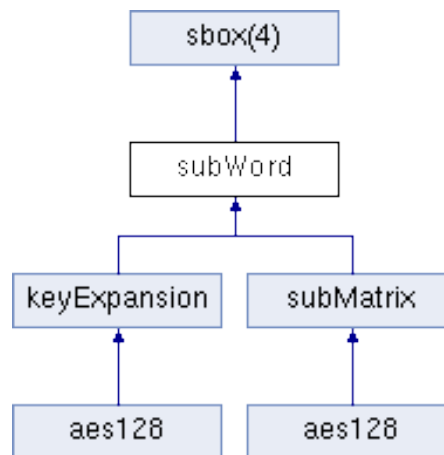 sbox(4)
subWord
keyExpansion
subMatrix
aes128
aes128